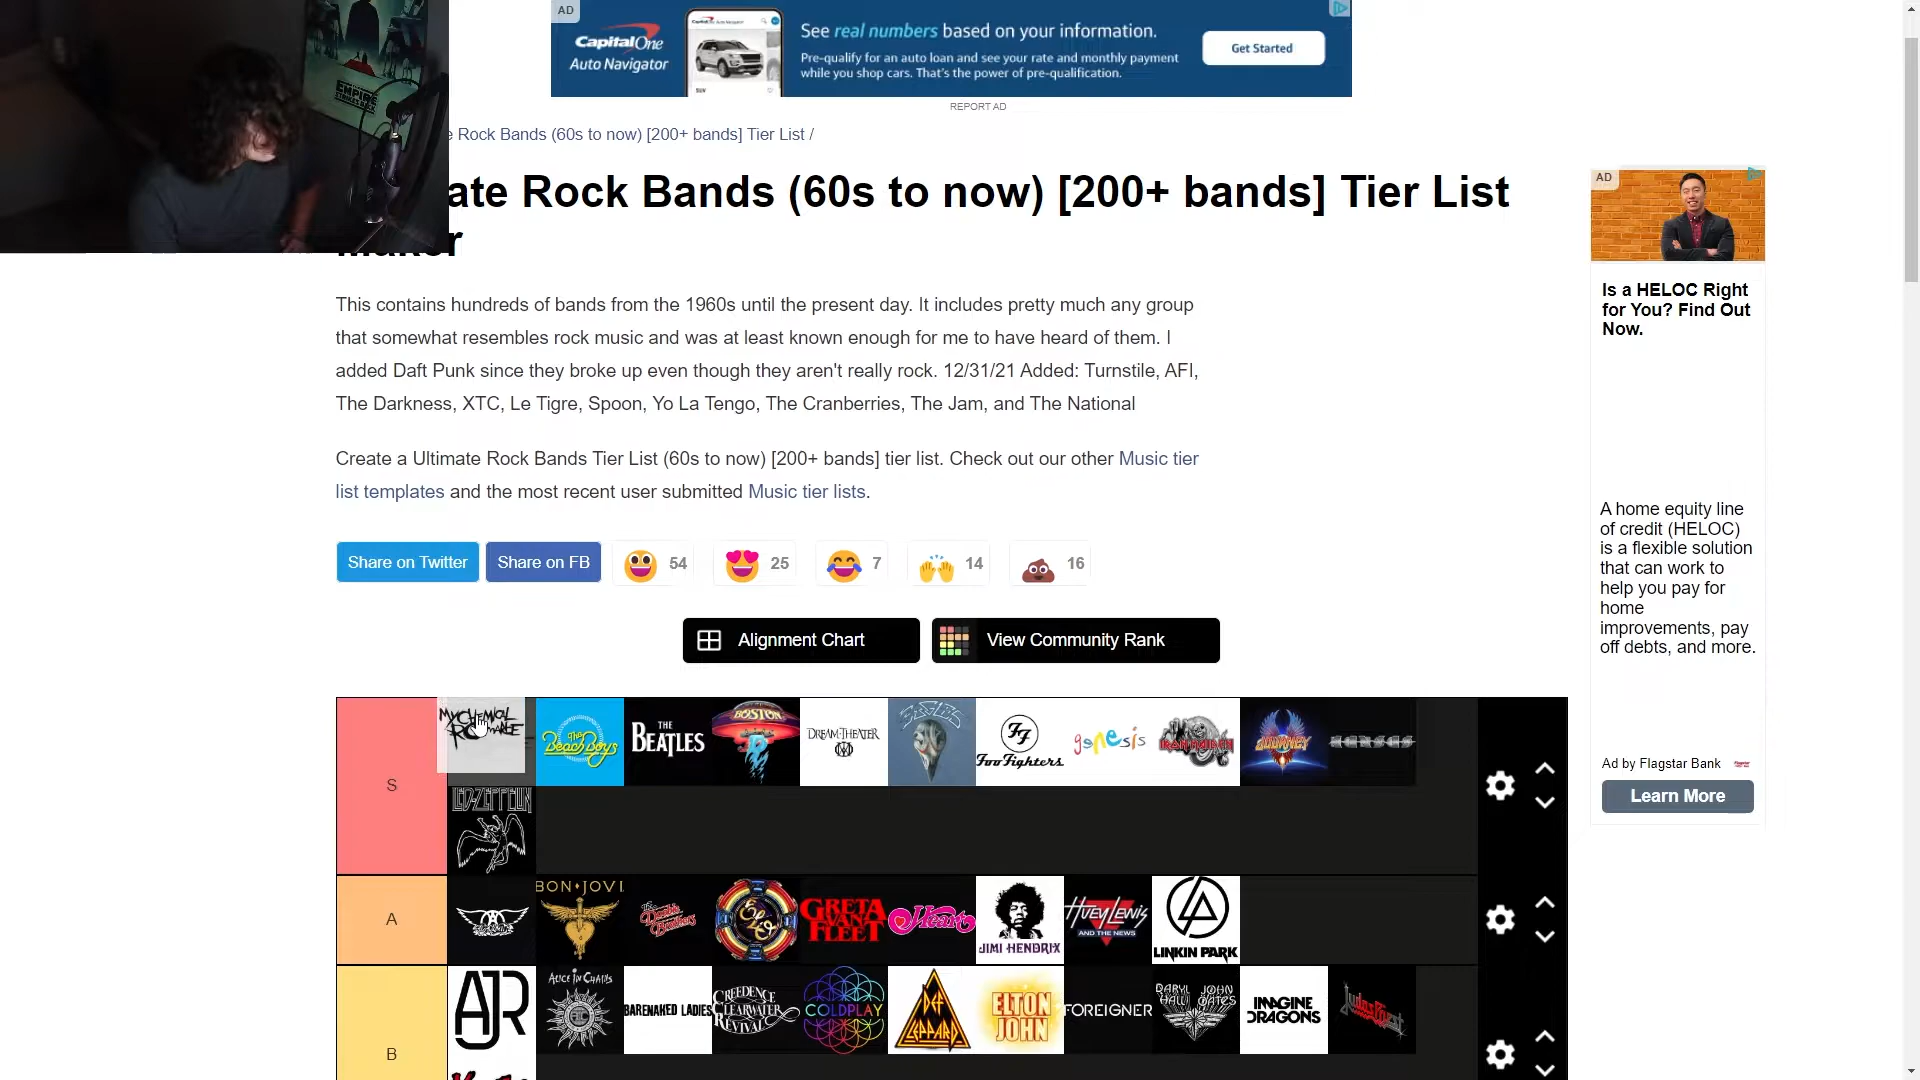 AD
Capital One
Auto Navigator
See real numbers based on your information.
Pre-qualify for an auto loan and see your rate and monthly payment
while you shop cars. That's the power of pre-qualification.
Get Started
REPORT AD
EMPIRE
STRIKES BACK
e Rock Bands (60s to now) [200+ bands] Tier List /
ate Rock Bands (60s to now) [200+ bands] Tier List
Maker
This contains hundreds of bands from the 1960s until the present day. It includes pretty much any group
that somewhat resembles rock music and was at least known enough for me to have heard of them. I
added Daft Punk since they broke up even though they aren't really rock. 12/31/21 Added: Turnstile, AFI,
The Darkness, XTC, Le Tigre, Spoon, Yo La Tengo, The Cranberries, The Jam, and The National
Create a Ultimate Rock Bands Tier List (60s to now) [200+ bands] tier list. Check out our other Music tier
list templates and the most recent user submitted Music tier lists.
Share on Twitter
Share on FB
54
25
7
14
16
Alignment Chart
View Community Rank
AD
Is a HELOC Right
for You? Find Out
Now.
A home equity line
of credit (HELOC)
is a flexible solution
that can work to
help you pay for
home
improvements, pay
off debts, and more.
Ad by Flagstar Bank
Learn More
S
MY CHEMICAL ROMANCE
The Beach Boys
THE BEATLES
BOSTON
DREAM THEATER
EAGLES
FF Foo Fighters
genesis
IRON MAIDEN
JOURNEY
KANSAS
LED-ZEPPELIN
A
BON JOVI
The Doobie Brothers
ELO
GRETA VAN FLEET
Heart
JIMI HENDRIX
HUEY LEWIS AND THE NEWS
LINKIN PARK
B
AJR
ALICE IN CHAINS
BARENAKED LADIES
CREEDENCE CLEARWATER REVIVAL
COLDPLAY
DEF LEPPARD
ELTON JOHN
FOREIGNER
DARYL HALL JOHN OATES
IMAGINE DRAGONS
JUDAS PRIEST